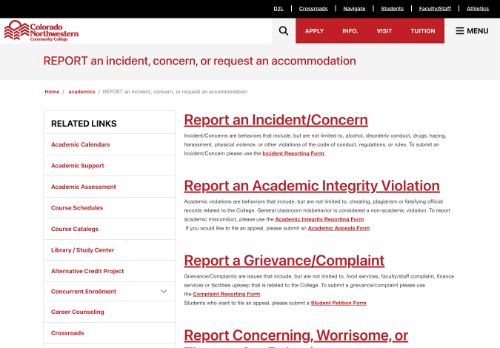 D2L
Crossroads
Navigate
Students
Faculty/Staff
Athletics
Colorado
Northwestern
Community College
APPLY
INFO.
VISIT
TUITION
MENU
REPORT an incident, concern, or request an accommodation
Home / academics / REPORT an incident, concern, or request an accommodation
RELATED LINKS
Academic Calendars
Academic Support
Academic Assessment
Course Schedules
Course Catalogs
Library / Study Center
Alternative Credit Project
Concurrent Enrollment
Career Counseling
Crossroads
Report an Incident/Concern
Incident/Concerns are behaviors that include, but are not limited to, alcohol, disorderly conduct, drugs, hazing,
harassment, physical violence, or other violations of the code of conduct, regulations, or rules. To submit an
Incident/Concern please use the Incident Reporting Form.
Report an Academic Integrity Violation
Academic violations are behaviors that include, but are not limited to, cheating, plagiarism or falsifying official
records related to the College. General classroom misbehavior is considered a non-academic violation. To report
academic misconduct, please use the Academic Integrity Reporting Form
If you would like to file an appeal, please submit an Academic Appeals Form
Report a Grievance/Complaint
Grievance/Complaints are issues that include, but are not limited to, food services, faculty/staff complaint, finance
services or facilities upkeep that is related to the College. To submit a grievance/complaint please use
the Complaint Reporting Form
Students who want to file an appeal, please submit a Student Petition Form
Report Concerning, Worrisome, or